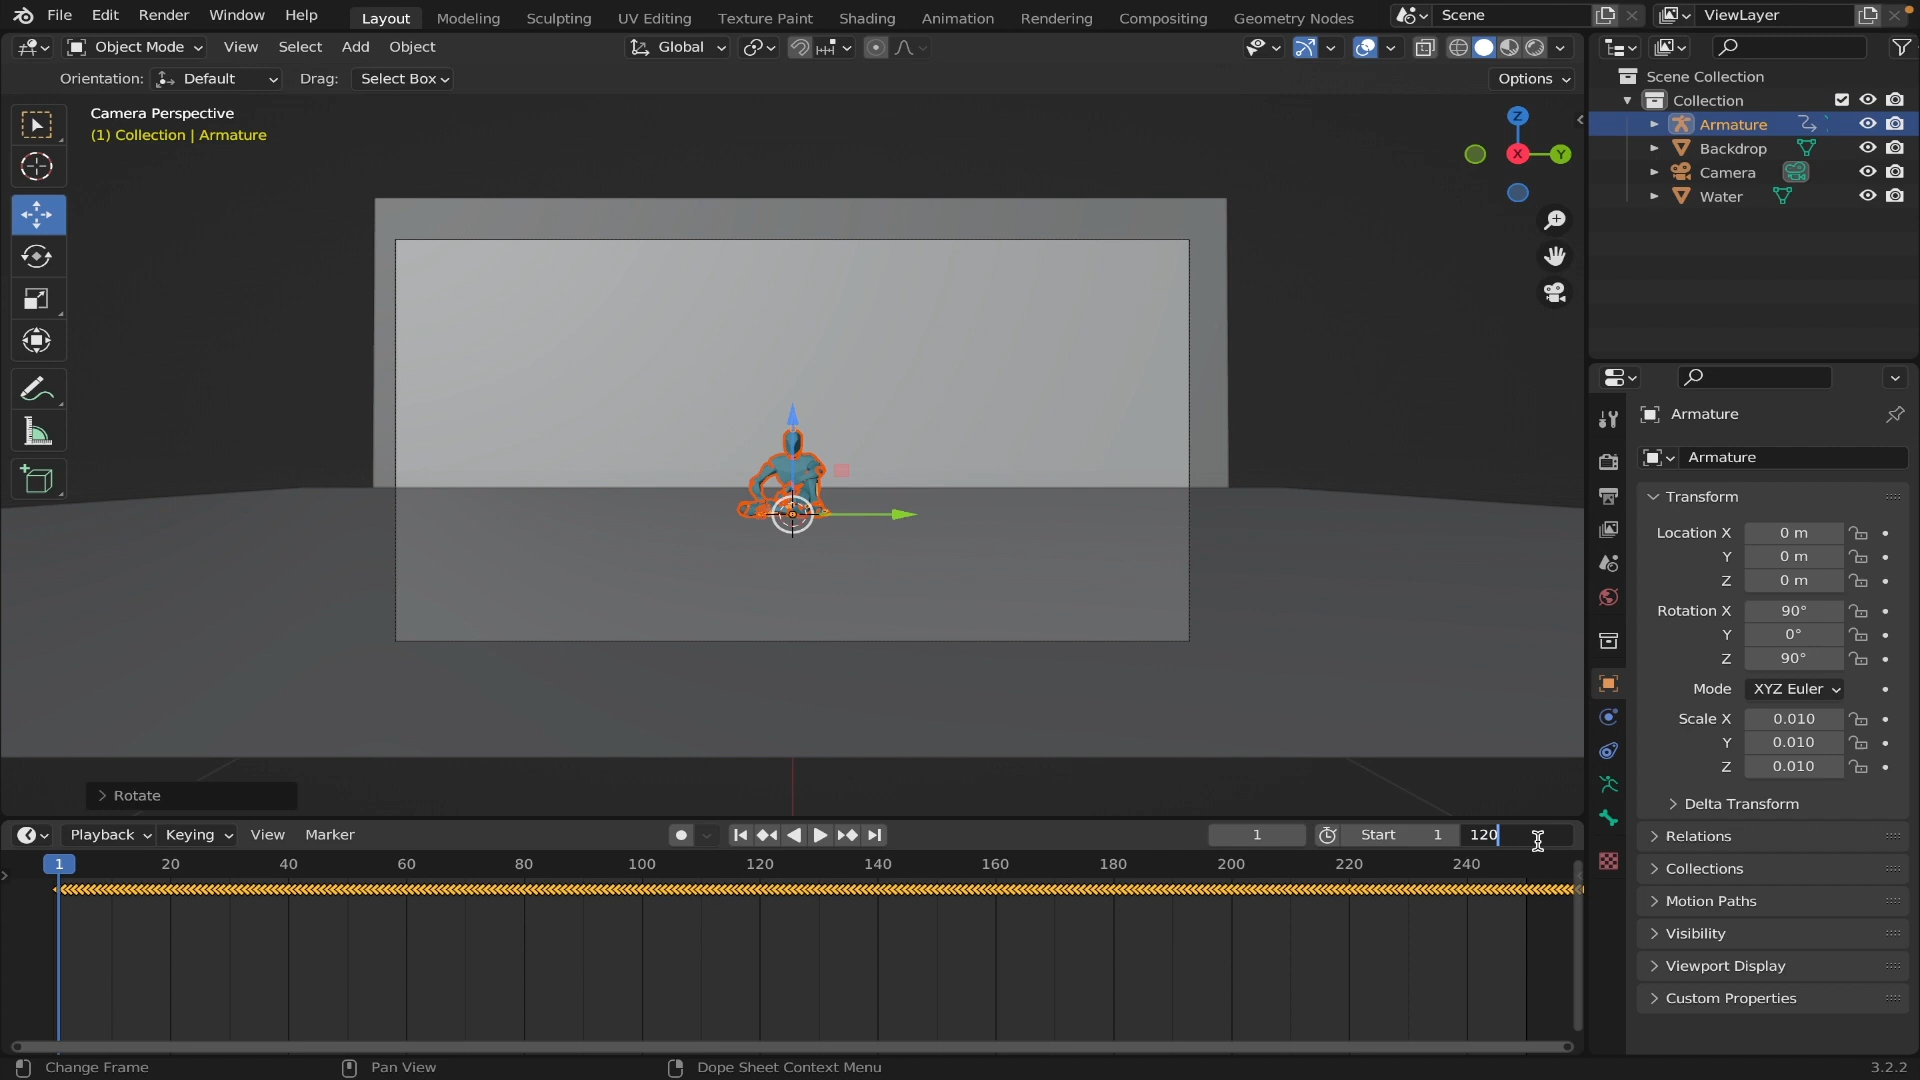 File Edit Render Window Help Layout Modeling Sculpting UV Editing Texture Paint Shading Animation Rendering Compositing Geometry Nodes Scene ViewLayer
Object Mode View Select Add Object Global
Orientation: Default Drag: Select Box Options
Camera Perspective
(1) Collection | Armature
Z
X
Y
Scene Collection
Collection
Armature
Backdrop
Camera
Water
Armature
Armature
Transform
Location X 0 m
Y 0 m
Z 0 m
Rotation X 90°
Y 0°
Z 90°
Mode XYZ Euler
Scale X 0.010
Y 0.010
Z 0.010
Delta Transform
Relations
Collections
Motion Paths
Visibility
Viewport Display
Custom Properties
Rotate
Playback Keying View Marker 1 Start 1 120
1 20 40 60 80 100 120 140 160 180 200 220 240
Change Frame Pan View Dope Sheet Context Menu 3.2.2